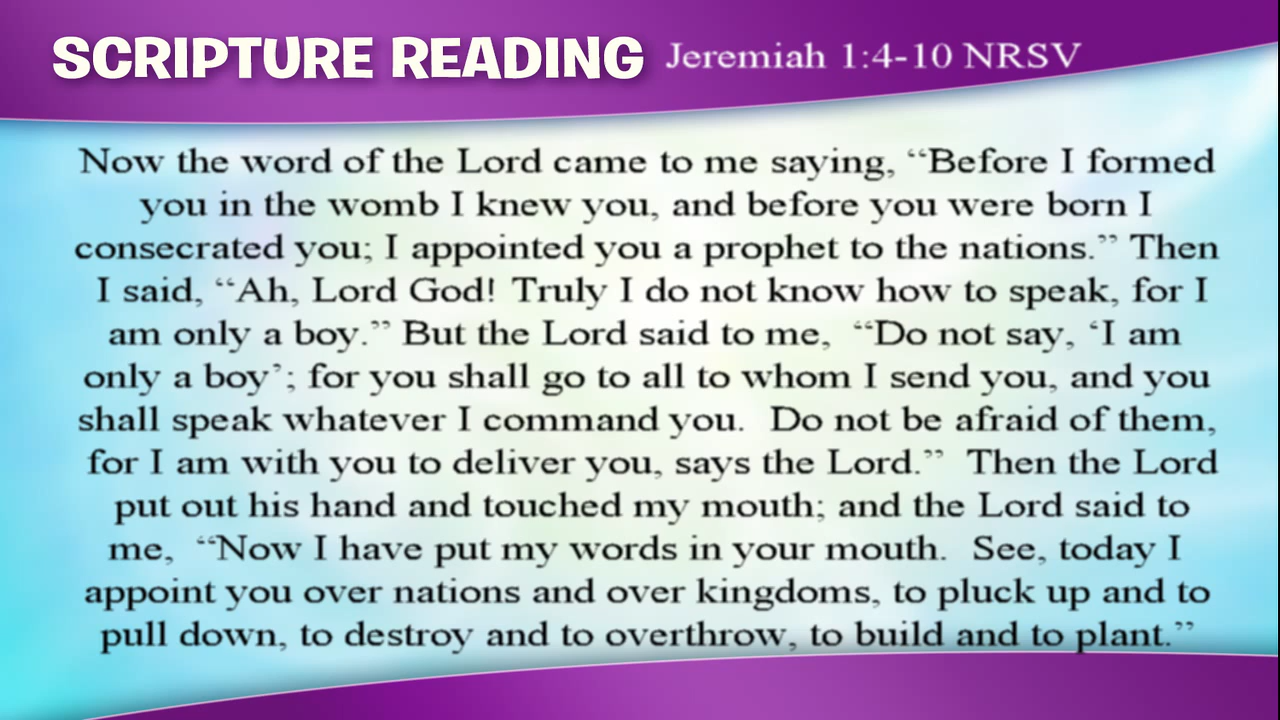 SCRIPTURE READING Jeremiah 1:4-10 NRSV
Now the word of the Lord came to me saying, “Before I formed
you in the womb I knew you, and before you were born I
consecrated you; I appointed you a prophet to the nations.” Then
I said, “Ah, Lord God! Truly I do not know how to speak, for I
am only a boy.” But the Lord said to me,  “Do not say, ‘I am
only a boy’; for you shall go to all to whom I send you, and you
shall speak whatever I command you.  Do not be afraid of them,
for I am with you to deliver you, says the Lord.”  Then the Lord
put out his hand and touched my mouth; and the Lord said to
me,  “Now I have put my words in your mouth.  See, today I
appoint you over nations and over kingdoms, to pluck up and to
pull down, to destroy and to overthrow, to build and to plant.”